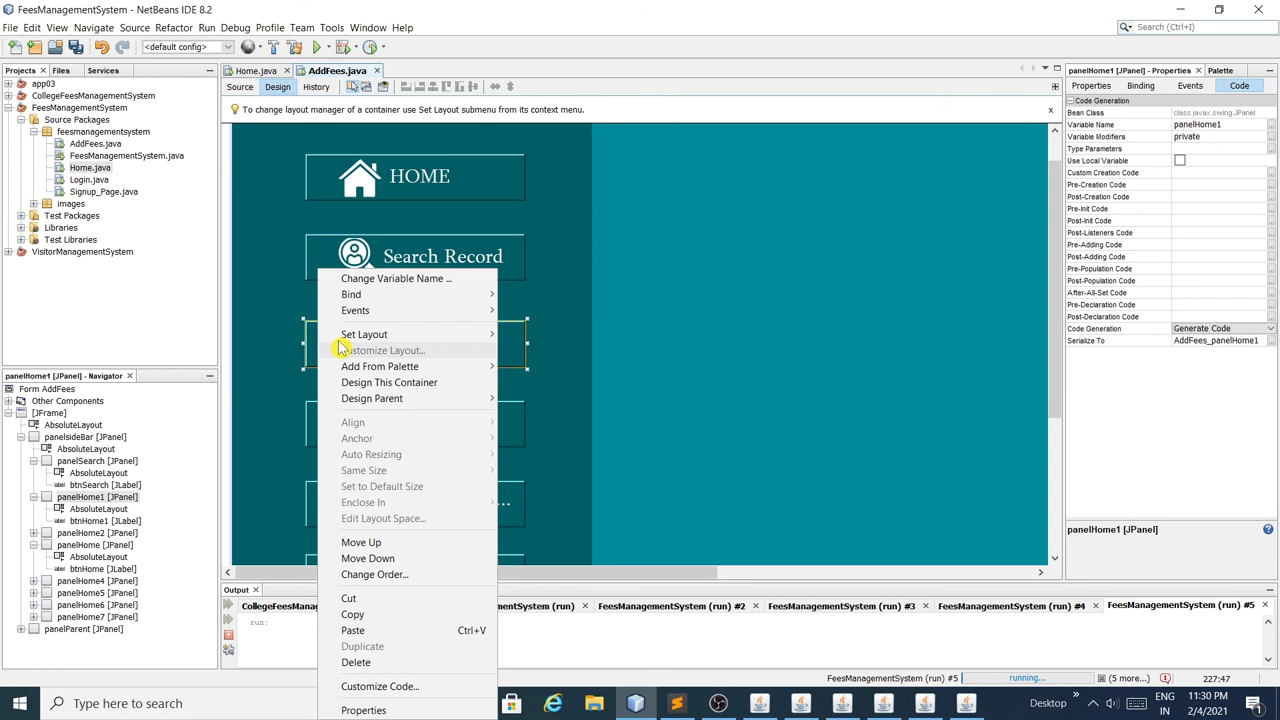 FeesManagementSystem - NetBeans IDE 8.2
File Edit View Navigate Source Refactor Run Debug Profile Team Tools Window Help
Search (Ctrl+I)
<default config>
Projects Files Services
app03
CollegeFeesManagementSystem
FeesManagementSystem
Source Packages
feesmanagementsystem
AddFees.java
FeesManagementSystem.java
Home.java
Login.java
Signup_Page.java
images
Test Packages
Libraries
Test Libraries
VisitorManagementSystem
panelHome1 [JPanel] - Navigator
Form AddFees
Other Components
[JFrame]
AbsoluteLayout
panelsideBar [JPanel]
AbsoluteLayout
panelSearch [JPanel]
AbsoluteLayout
btnSearch [JLabel]
panelHome1 [JPanel]
AbsoluteLayout
btnHome1 [JLabel]
panelHome2 [JPanel]
panelHome [JPanel]
AbsoluteLayout
btnHome [JLabel]
panelHome4 [JPanel]
panelHome5 [JPanel]
panelHome6 [JPanel]
panelHome7 [JPanel]
panelParent [JPanel]
Home.java AddFees.java
Source Design History
To change layout manager of a container use Set Layout submenu from its context menu.
HOME
Search Record
...
Change Variable Name ...
Bind
Events
Set Layout
Customize Layout...
Add From Palette
Design This Container
Design Parent
Align
Anchor
Auto Resizing
Same Size
Set to Default Size
Enclose In
Edit Layout Space...
Move Up
Move Down
Change Order...
Cut
Copy
Paste Ctrl+V
Duplicate
Delete
Customize Code...
Properties
Output
CollegeFeesMana
mentSystem (run) FeesManagementSystem (run) #2 FeesManagementSystem (run) #3 FeesManagementSystem (run) #4 FeesManagementSystem (run) #5
run:
panelHome1 [JPanel] - Properties Palette
Properties Binding Events Code
Code Generation
Bean Class class javax.swing.JPanel
Variable Name panelHome1
Variable Modifiers private
Type Parameters
Use Local Variable
Custom Creation Code
Pre-Creation Code
Post-Creation Code
Pre-Init Code
Post-Init Code
Post-Listeners Code
Pre-Adding Code
Post-Adding Code
Pre-Population Code
Post-Population Code
After-All-Set Code
Pre-Declaration Code
Post-Declaration Code
Code Generation Generate Code
Serialize To AddFees_panelHome1
panelHome1 [JPanel]
FeesManagementSystem (run) #5 running... (5 more...) 227:47
Type here to search
Desktop
ENG
IN
11:30 PM
2/4/2021